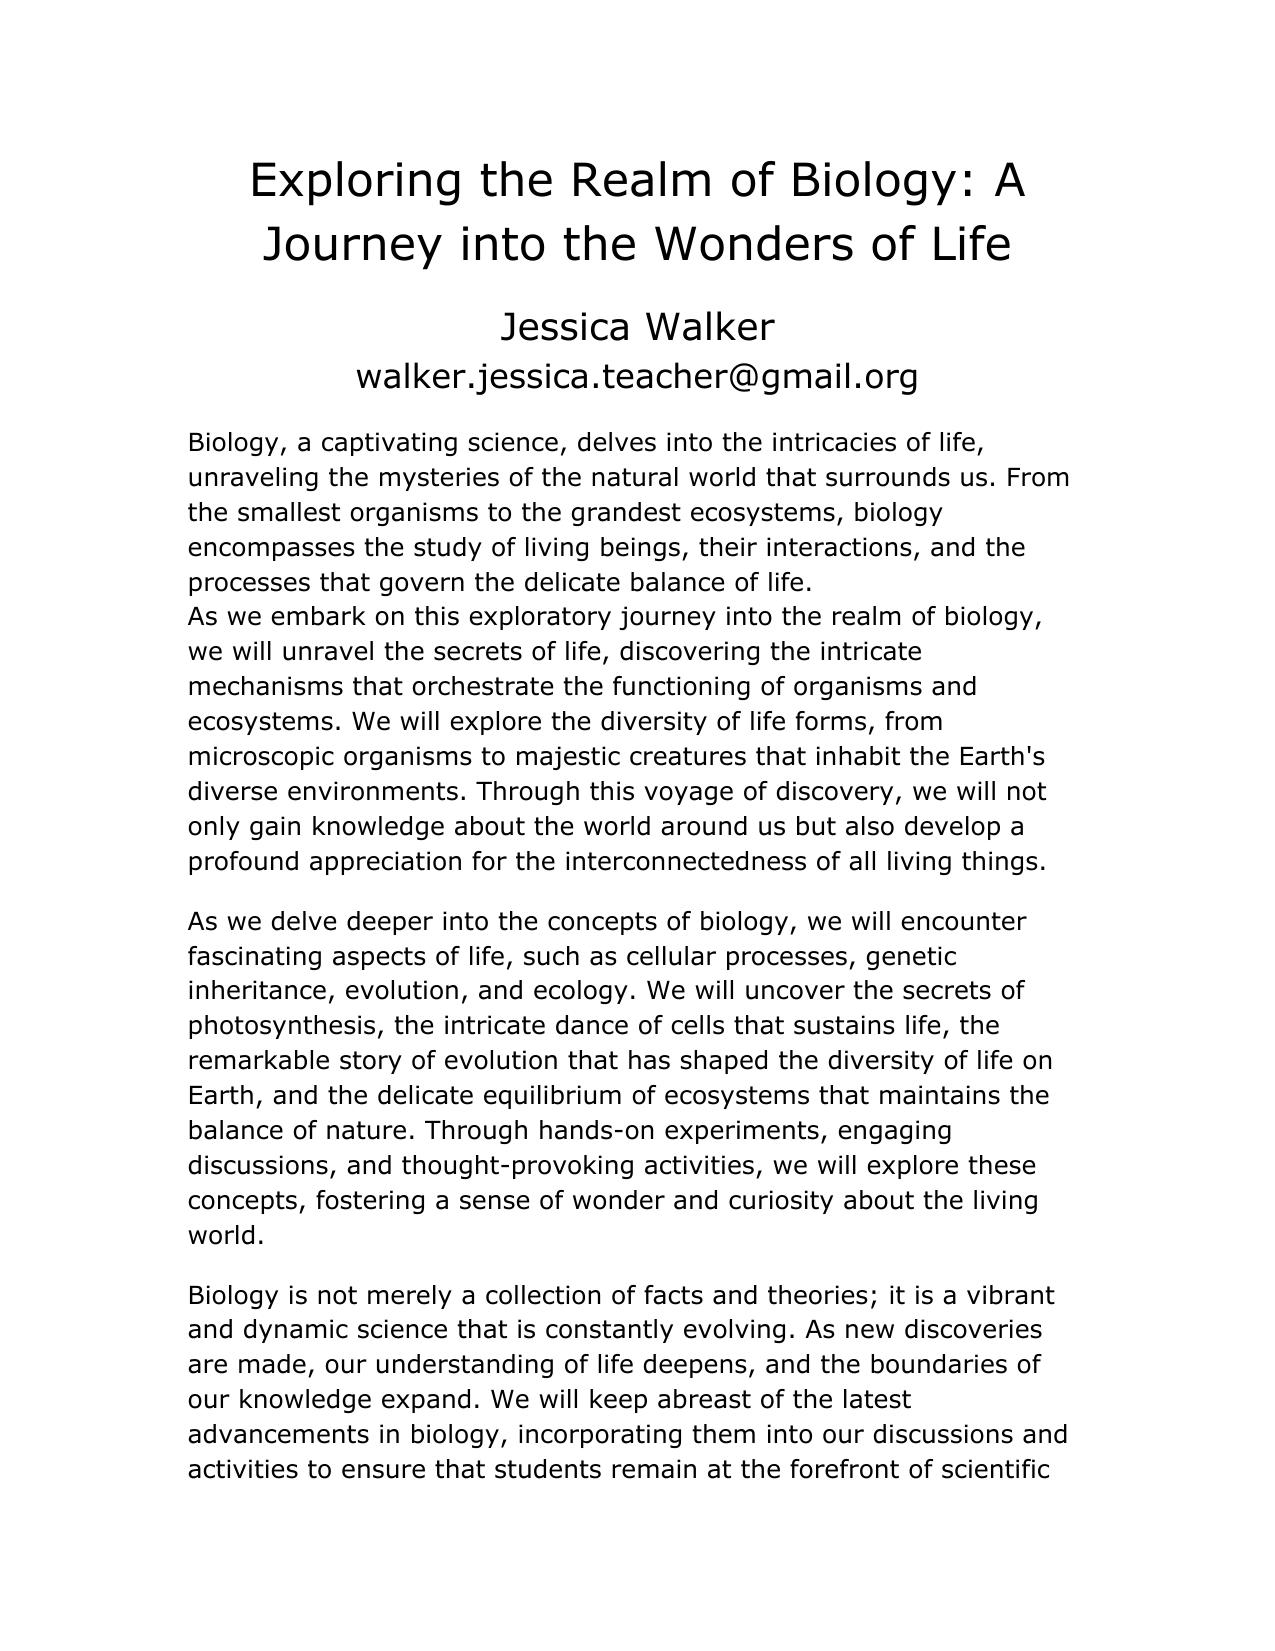 Exploring the Realm of Biology: A
Journey into the Wonders of Life
Jessica Walker
walker.jessica.teacher@gmail.org
Biology, a captivating science, delves into the intricacies of life,
unraveling the mysteries of the natural world that surrounds us. From
the smallest organisms to the grandest ecosystems, biology
encompasses the study of living beings, their interactions, and the
processes that govern the delicate balance of life.
As we embark on this exploratory journey into the realm of biology,
we will unravel the secrets of life, discovering the intricate
mechanisms that orchestrate the functioning of organisms and
ecosystems. We will explore the diversity of life forms, from
microscopic organisms to majestic creatures that inhabit the Earth's
diverse environments. Through this voyage of discovery, we will not
only gain knowledge about the world around us but also develop a
profound appreciation for the interconnectedness of all living things.
As we delve deeper into the concepts of biology, we will encounter
fascinating aspects of life, such as cellular processes, genetic
inheritance, evolution, and ecology. We will uncover the secrets of
photosynthesis, the intricate dance of cells that sustains life, the
remarkable story of evolution that has shaped the diversity of life on
Earth, and the delicate equilibrium of ecosystems that maintains the
balance of nature. Through hands-on experiments, engaging
discussions, and thought-provoking activities, we will explore these
concepts, fostering a sense of wonder and curiosity about the living
world.
Biology is not merely a collection of facts and theories; it is a vibrant
and dynamic science that is constantly evolving. As new discoveries
are made, our understanding of life deepens, and the boundaries of
our knowledge expand. We will keep abreast of the latest
advancements in biology, incorporating them into our discussions and
activities to ensure that students remain at the forefront of scientific